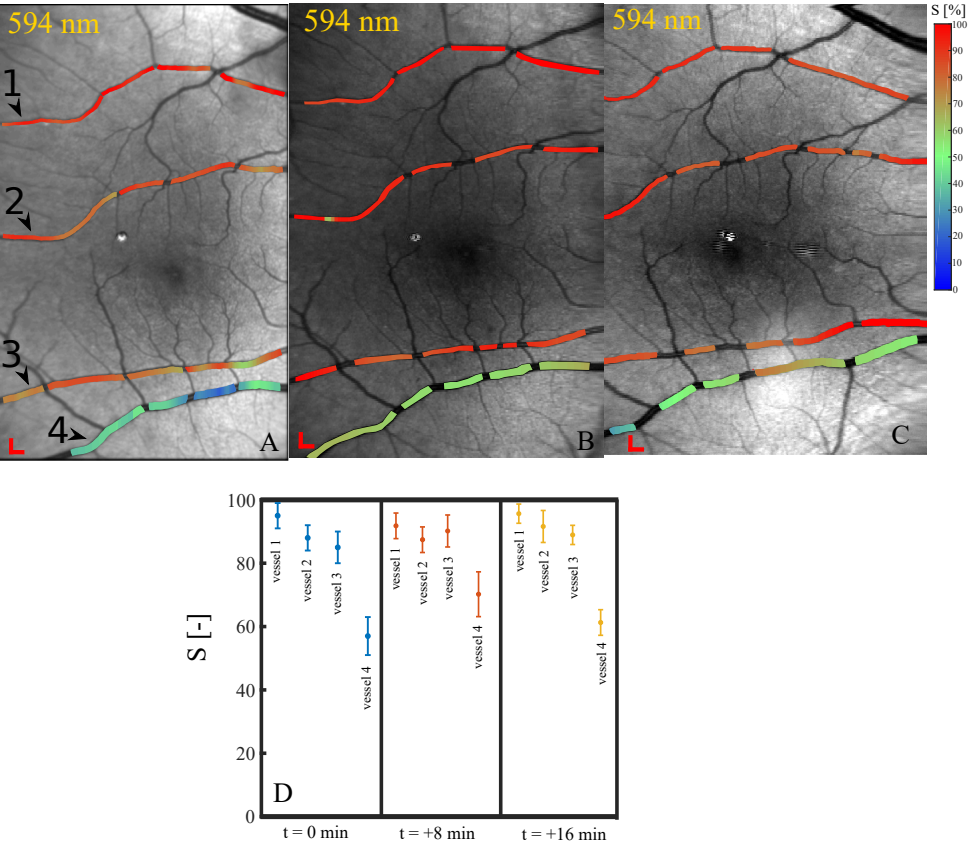 594 nm
594 nm
594 nm
S [%]
100
90
80
70
60
50
40
30
20
10
0
1
2
3
4
A
B
C
100
80
60
40
20
0
S [-]
vessel 1
vessel 2
vessel 3
vessel 4
vessel 1
vessel 2
vessel 3
vessel 4
vessel 1
vessel 2
vessel 3
vessel 4
D
t = 0 min
t = +8 min
t = +16 min